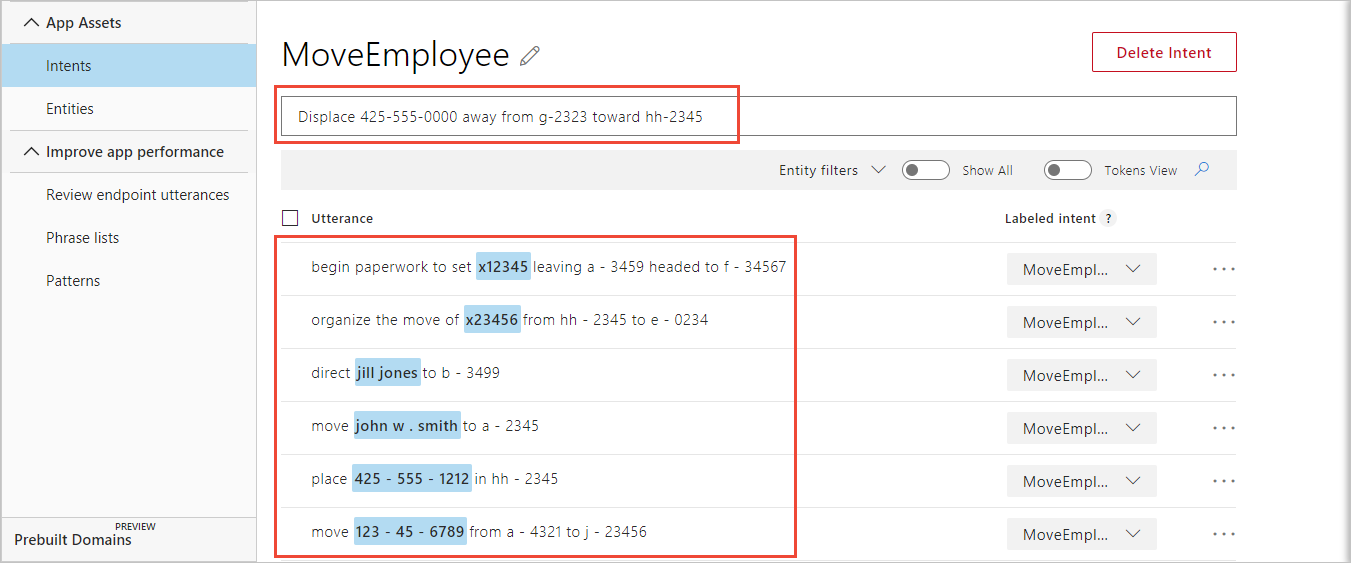 App Assets
Intents
Entities
Improve app performance
Review endpoint utterances
Phrase lists
Patterns
PREVIEW
Prebuilt Domains
MoveEmployee
Delete Intent
Displace 425-555-0000 away from g-2323 toward hh-2345
Entity filters Show All Tokens View
Utterance Labeled intent ?
begin paperwork to set x12345 leaving a - 3459 headed to f - 34567 MoveEmpl... ...
organize the move of x23456 from hh - 2345 to e - 0234 MoveEmpl... ...
direct jill jones to b - 3499 MoveEmpl... ...
move john w . smith to a - 2345 MoveEmpl... ...
place 425 - 555 - 1212 in hh - 2345 MoveEmpl... ...
move 123 - 45 - 6789 from a - 4321 to j - 23456 MoveEmpl... ...